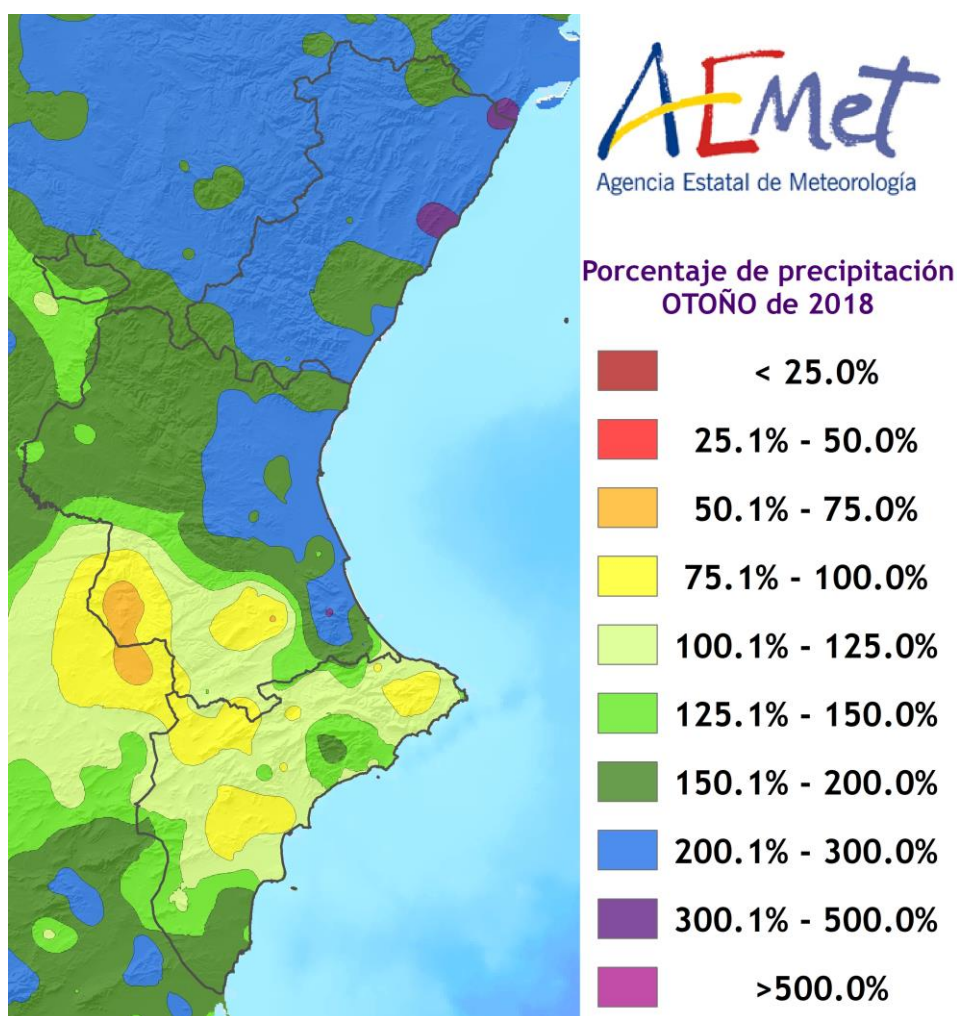 AEMet
Agencia Estatal de Meteorología
Porcentaje de precipitación
OTOÑO de 2018
< 25.0%
25.1% - 50.0%
50.1% - 75.0%
75.1% - 100.0%
100.1% - 125.0%
125.1% - 150.0%
150.1% - 200.0%
200.1% - 300.0%
300.1% - 500.0%
>500.0%